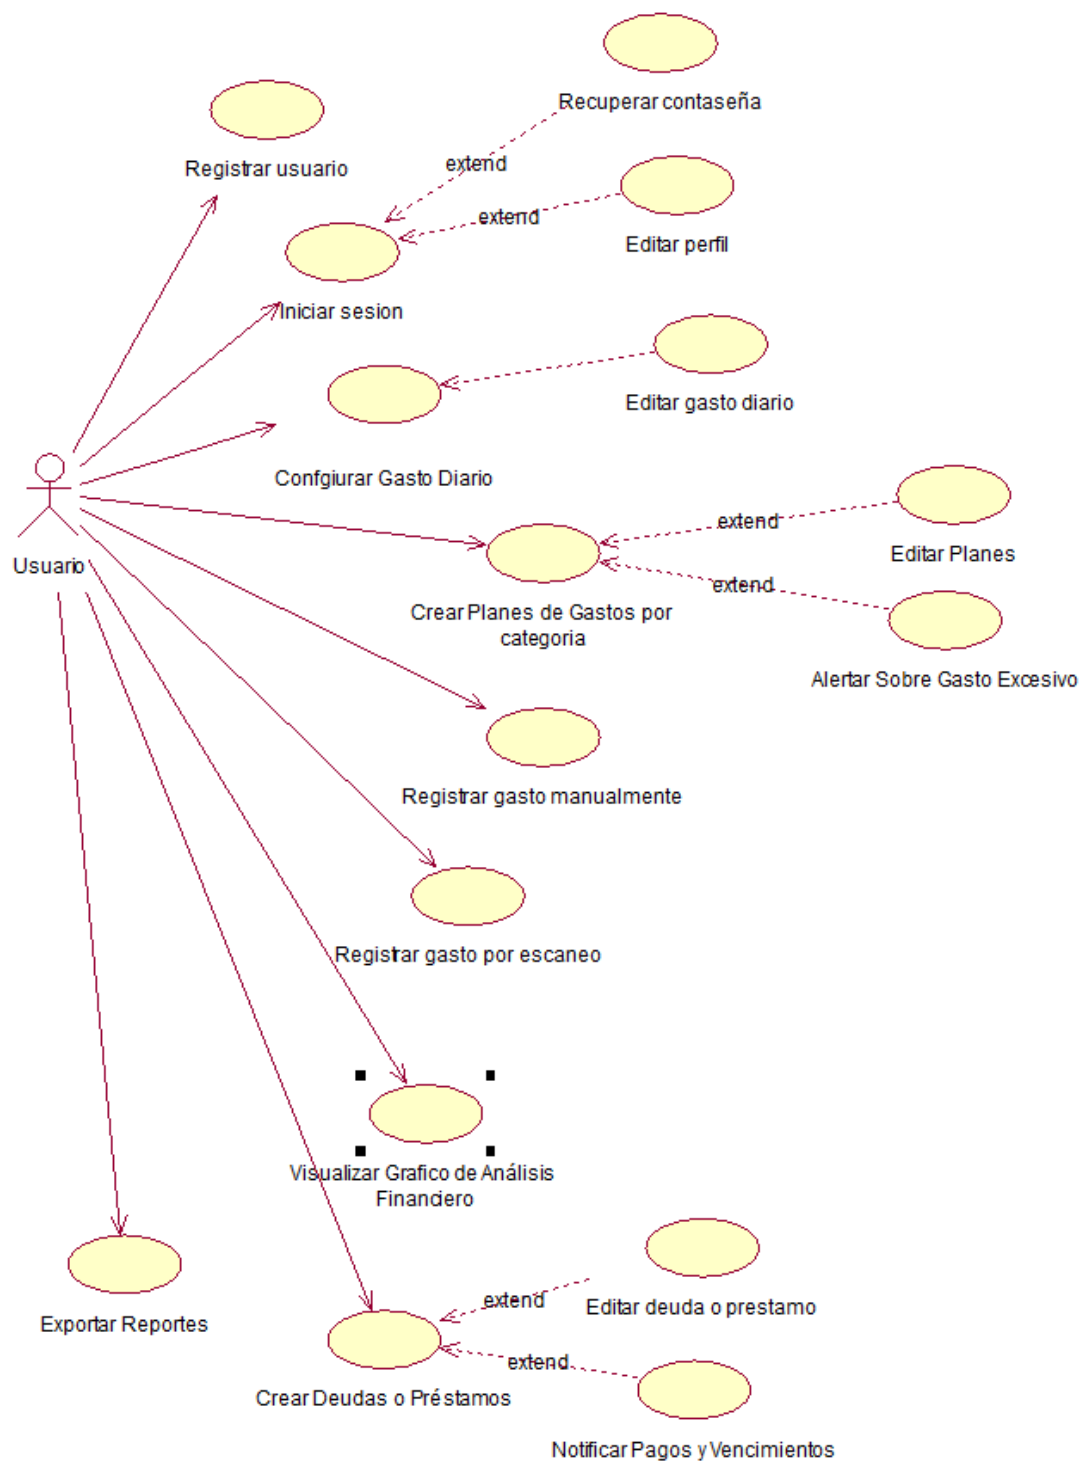 Recuperar contaseña
extend
Registrar usuario
extend
Editar perfil
Iniciar sesion
Editar gasto diario
Confgiurar Gasto Diario
extend
Editar Planes
Usuario
extend
Crear Planes de Gastos por
categoria
Alertar Sobre Gasto Excesivo
Registrar gasto manualmente
Registrar gasto por escaneo
Visualizar Grafico de Análisis
Financiero
extend
Editar deuda o prestamo
Exportar Reportes
extend
Crear Deudas o Préstamos
Notificar Pagos y Vencimientos